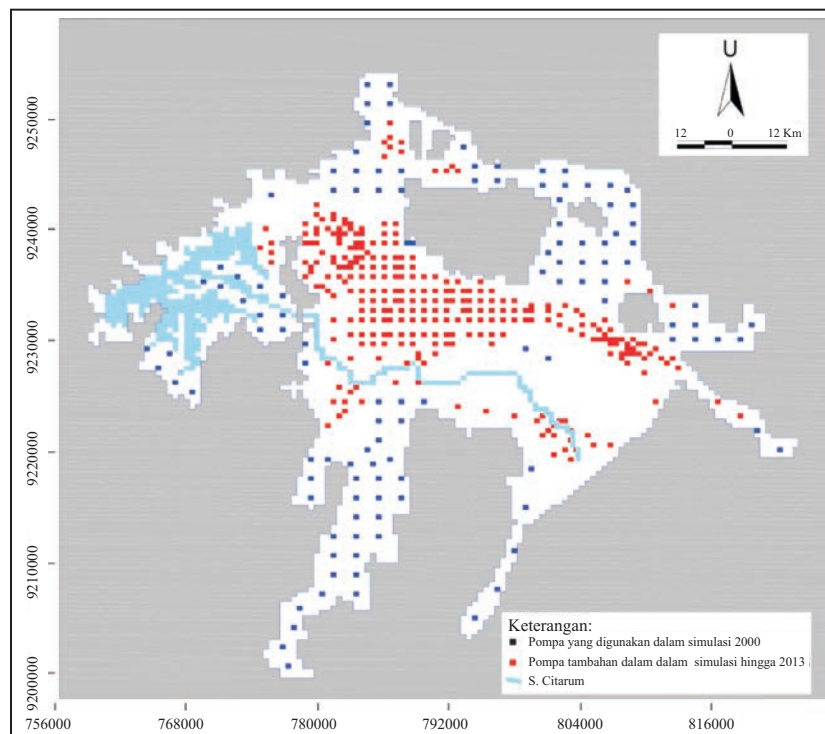 U
12 0 12 Km
9250000
9240000
9230000
9220000
9210000
9200000
Keterangan:
Pompa yang digunakan dalam simulasi 2000
Pompa tambahan dalam dalam simulasi hingga 2013
S. Citarum
756000 768000 780000 792000 804000 816000